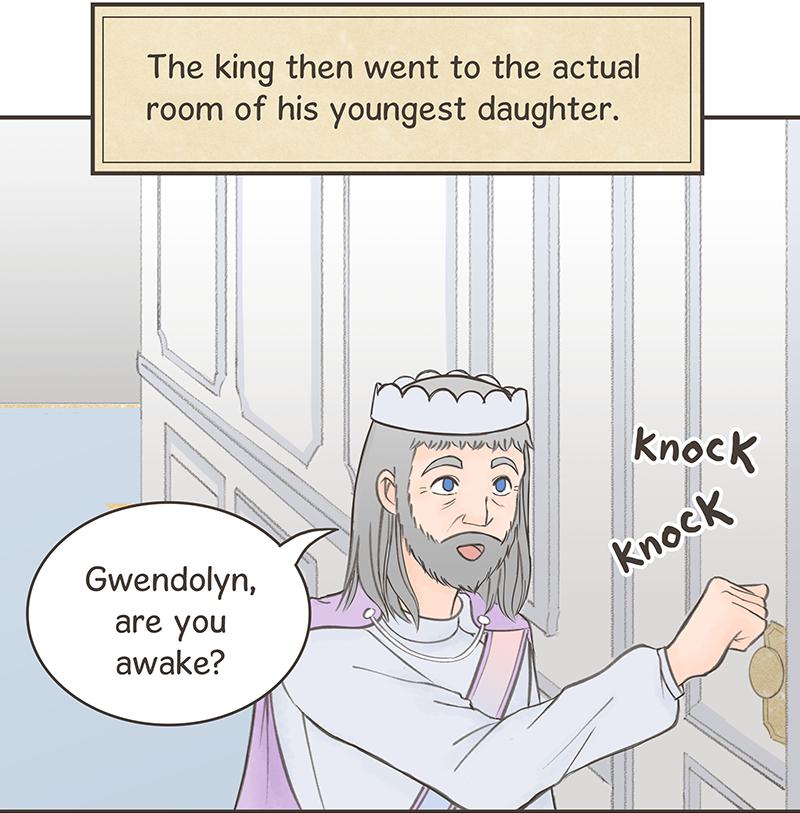 The king then went to the actual
room of his youngest daughter.
Knock
Knock
Gwendolyn,
are you
awake?